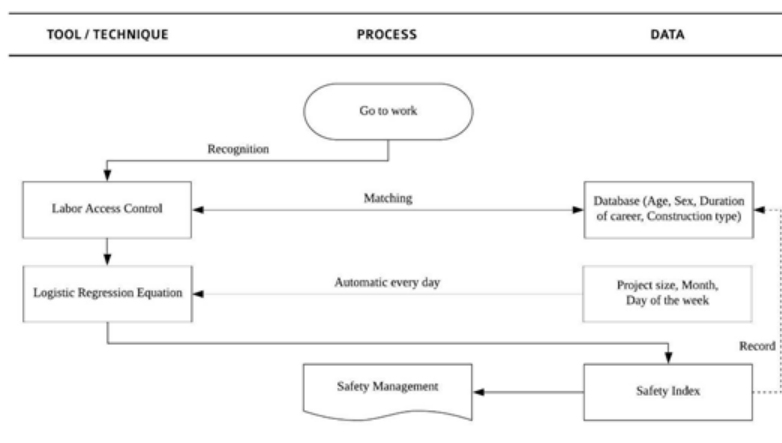 TOOL / TECHNIQUE
PROCESS
DATA
Go to work
Recognition
Labor Access Control
Matching
Database (Age, Sex, Duration
of career, Construction type)
Logistic Regression Equation
Automatic every day
Project size, Month,
Day of the week
Record
Safety Management
Safety Index